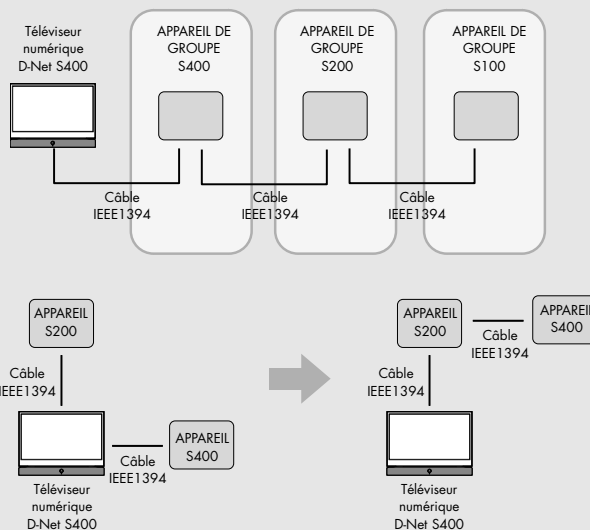 Téléviseur
numérique
D-Net S400
APPAREIL DE
GROUPE
S400
APPAREIL DE
GROUPE
S200
APPAREIL DE
GROUPE
S100
Câble
IEEE1394
Câble
IEEE1394
Câble
IEEE1394
APPAREIL
S200
Câble
IEEE1394
APPAREIL
S400
Câble
IEEE1394
Téléviseur
numérique
D-Net S400
APPAREIL
S200
APPAREIL
S400
Câble
IEEE1394
Câble
IEEE1394
Téléviseur
numérique
D-Net S400